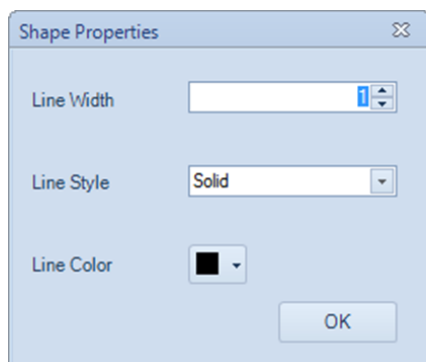 Shape Properties
Line Width 1
Line Style Solid
Line Color
OK